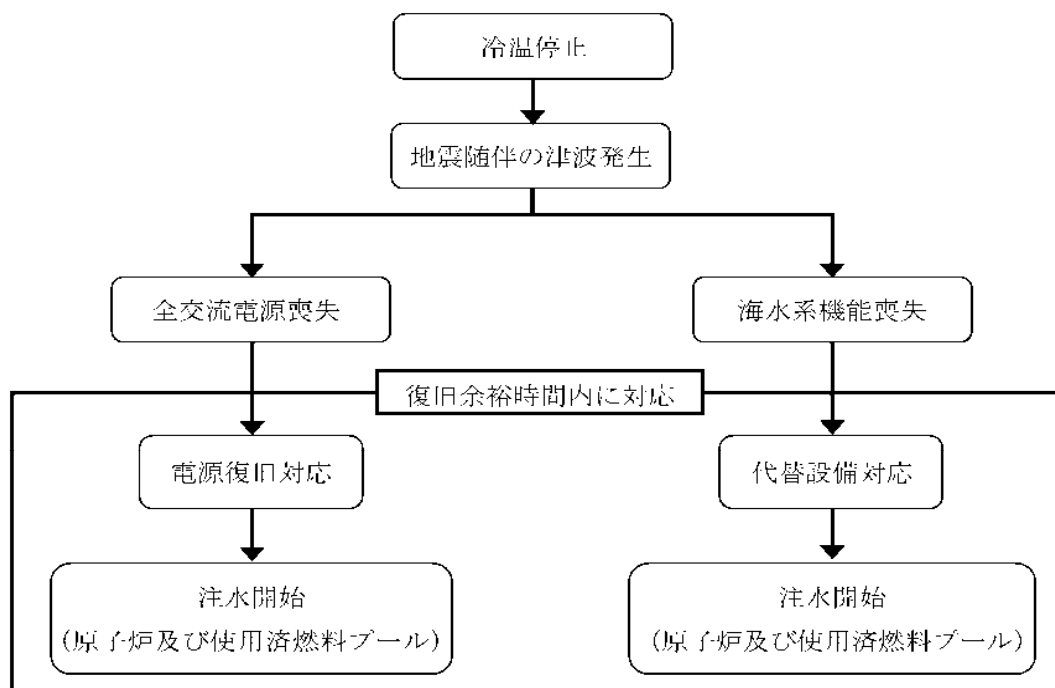 冷温停止
地震随伴の津波発生
全交流電源喪失
海水系機能喪失
復旧余裕時間内に対応
電源復旧対応
代替設備対応
注水開始
(原子炉及び使用済燃料プール)
注水開始
(原子炉及び使用済燃料プール)